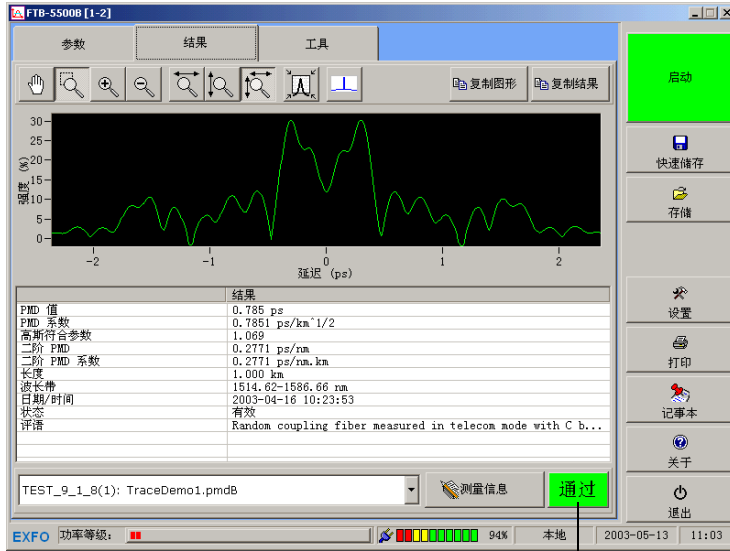 FTB-5500B [1-2]
参数 结果 工具
复制图形 复制结果
启动
快速储存
存储
设置
打印
记事本
关于
退出
30
25
20
15
10
5
0
强度 (%)
-2 -1 0 1 2
延迟 (ps)
结果
PMD 值 0.785 ps
PMD 系数 0.7851 ps/km^1/2
高斯符合参数 1.069
二阶 PMD 0.2771 ps/nm
二阶 PMD 系数 0.2771 ps/nm.km
长度 1.000 km
波长带 1514.62-1586.66 nm
日期/时间 2003-04-16 10:23:53
状态 有效
评语 Random coupling fiber measured in telecom mode with C b...
TEST_9_1_8(1): TraceDemo1.pmdB 测量信息 通过
EXFO 功率等级: 94% 本地 2003-05-13 11:03